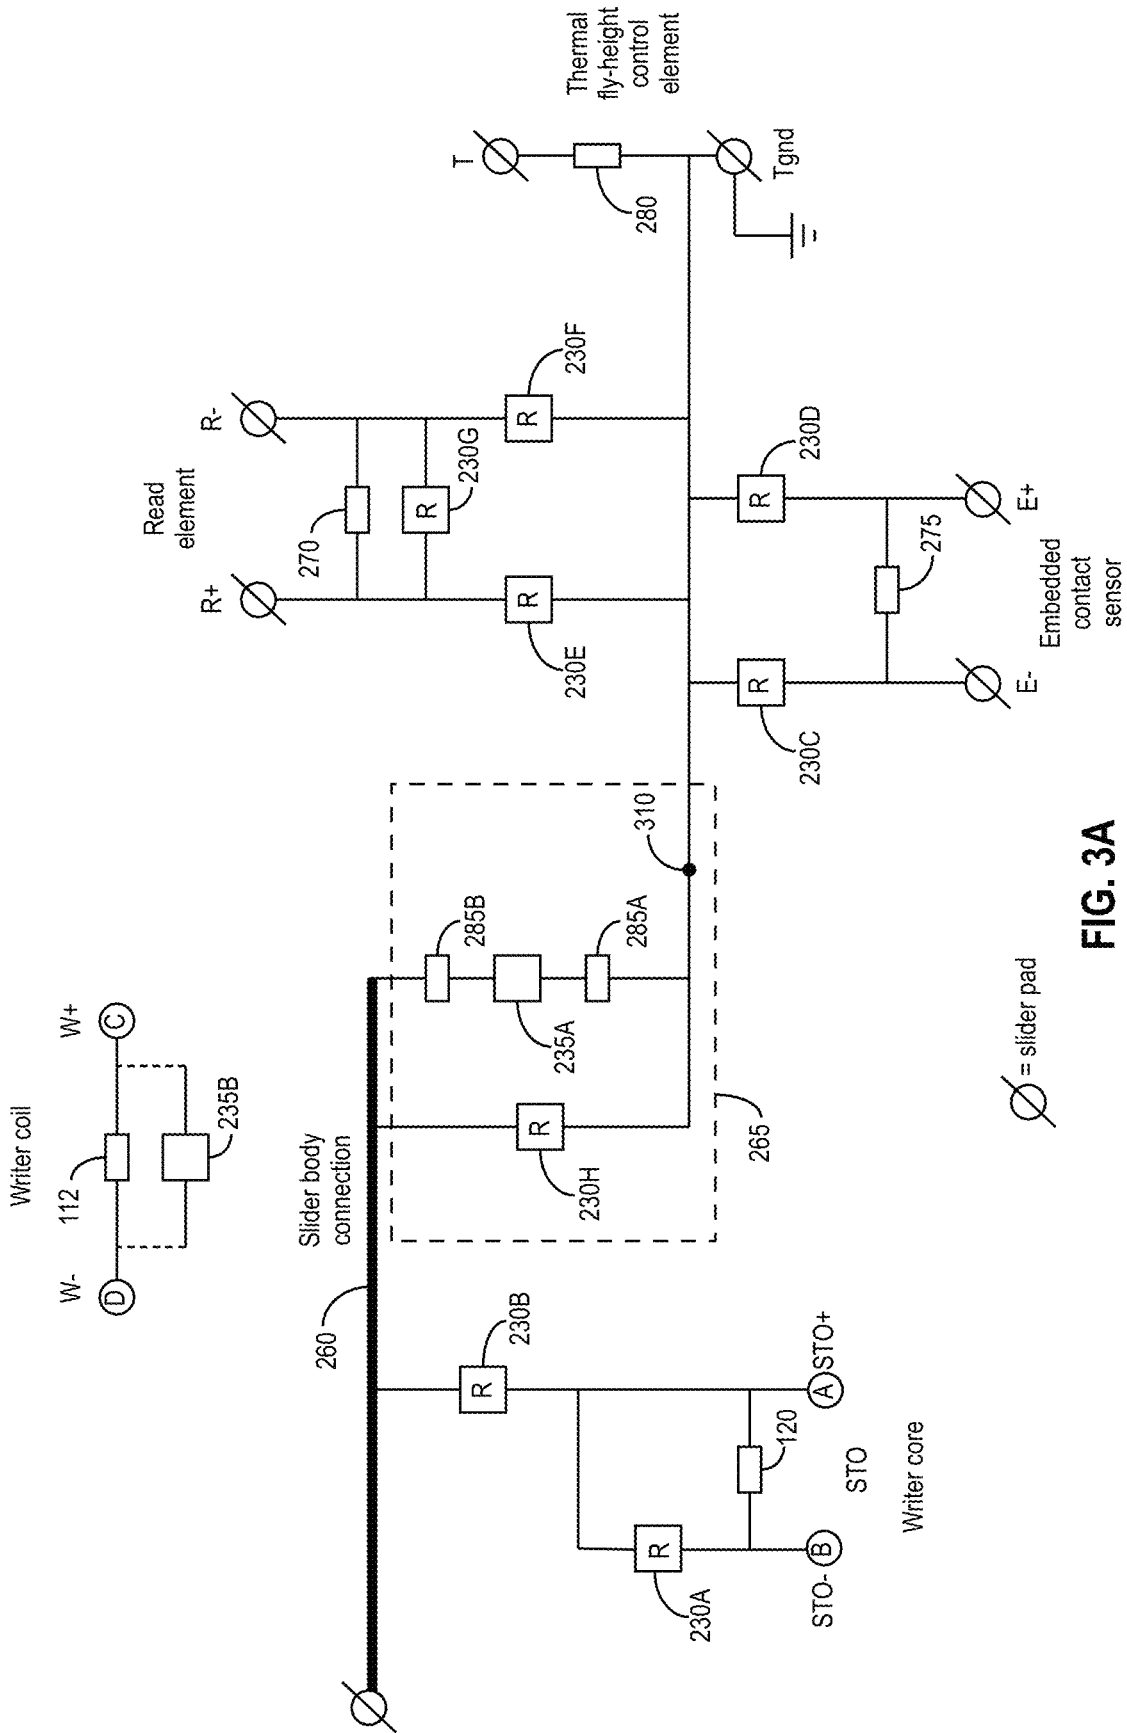 Writer coil
W-
W+
D
C
112
235B
Slider body
connection
260
R
230B
R
230A
120
A
STO+
B
STO-
STO
Writer core
R
230H
285B
235A
285A
310
265
Read
element
R+
R-
270
R
230G
R
230E
R
230F
R
230C
R
230D
275
E-
E+
Embedded
contact
sensor
T
280
Tgnd
Thermal
fly-height
control
element
= slider pad
FIG. 3A